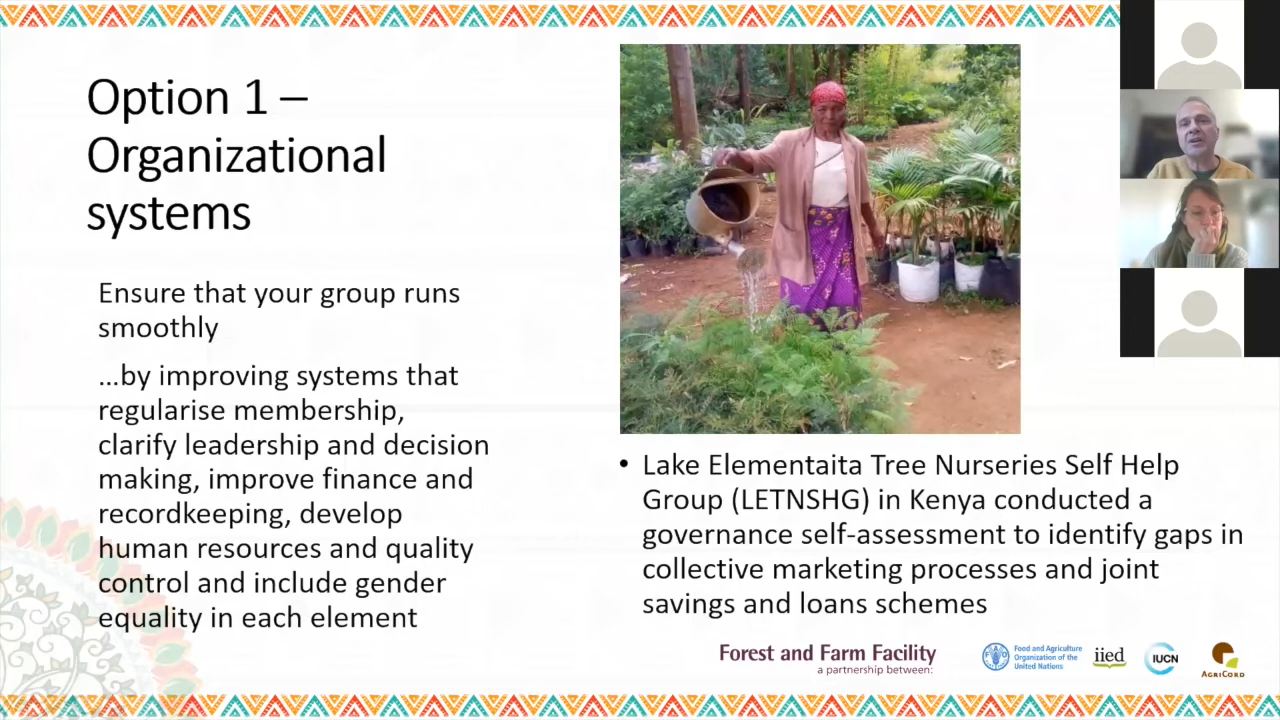 Option 1 –
Organizational
systems
Ensure that your group runs
smoothly
...by improving systems that
regularise membership,
clarify leadership and decision
making, improve finance and
recordkeeping, develop
human resources and quality
control and include gender
equality in each element
• Lake Elementaita Tree Nurseries Self Help
Group (LETNSHG) in Kenya conducted a
governance self-assessment to identify gaps in
collective marketing processes and joint
savings and loans schemes
Forest and Farm Facility
a partnership between:
Food and Agriculture
Organization of the
United Nations
iied
IUCN
AGRICORD